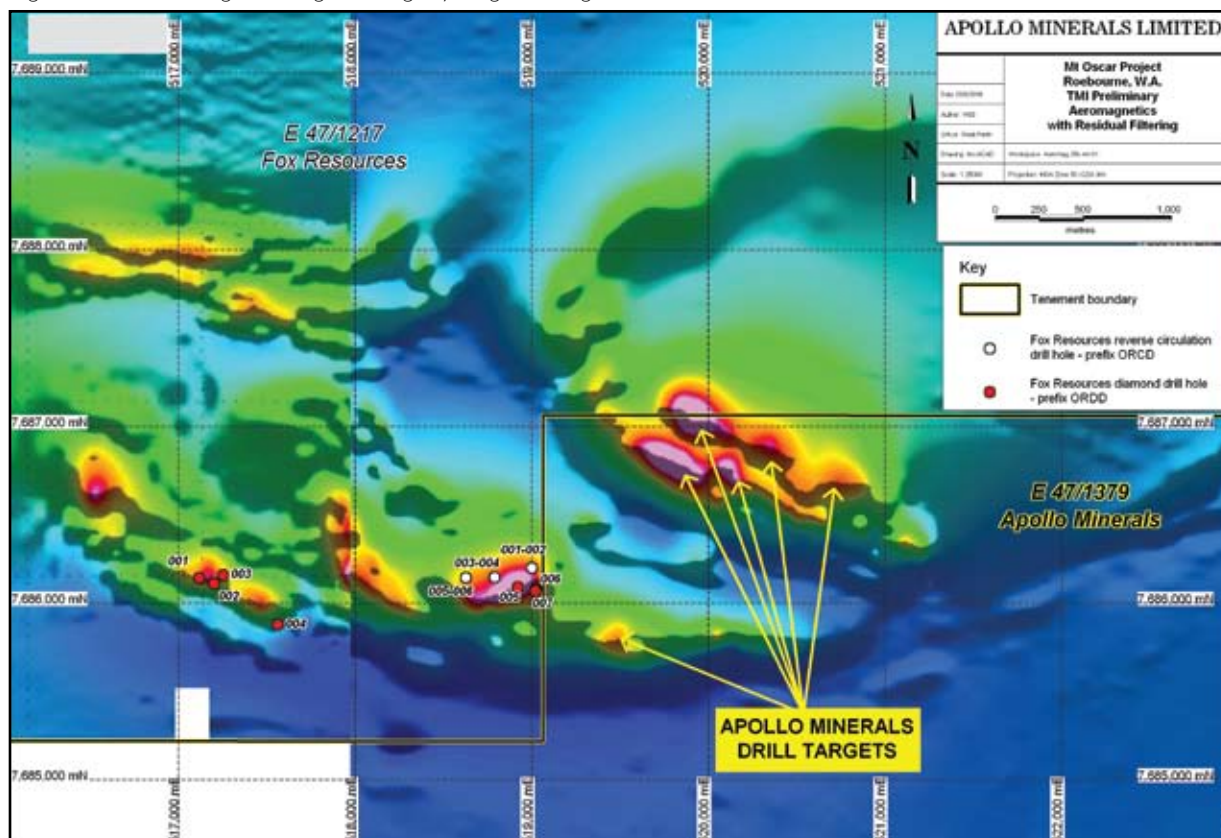 APOLLO MINERALS LIMITED
Mt Oscar Project
Roebourne, W.A.
TMI Preliminary
Aeromagnetics
with Residual Filtering
0 250 500 1,000
metres
N
Key
Tenement boundary
Fox Resources reverse circulation
drill hole - prefix ORCD
Fox Resources diamond drill hole
- prefix ORDD
517,000 mE
518,000 mE
519,000 mE
520,000 mE
521,000 mE
7,689,000 mN
E 47/1217
Fox Resources
7,688,000 mN
7,687,000 mN
7,687,000 mN
E 47/1379
Apollo Minerals
001
003
002
004
003-004
001-002
005-006
005
006
007
7,686,000 mN
7,686,000 mN
APOLLO MINERALS
DRILL TARGETS
7,685,000 mN
7,685,000 mN
517,000 mE
518,000 mE
519,000 mE
520,000 mE
521,000 mE
522,000 mE